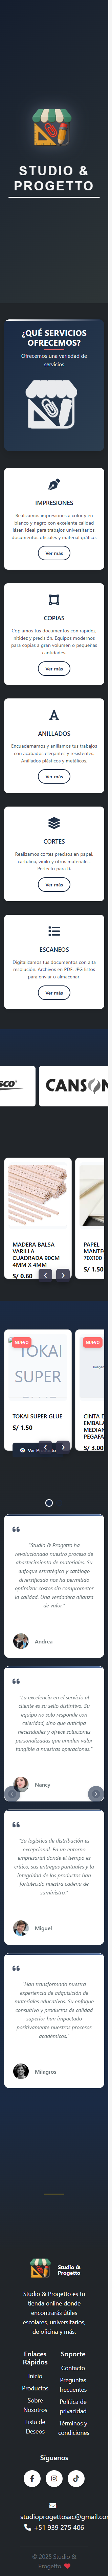 STUDIO &
PROGETTO
¿QUÉ SERVICIOS
OFRECEMOS?
Ofrecemos una variedad de
servicios
IMPRESIONES
Realizamos impresiones a color y en
blanco y negro con excelente calidad
láser. Ideal para trabajos universitarios,
documentos oficiales y material gráfico.
Ver más
COPIAS
Copiamos tus documentos con rapidez,
nitidez y precisión. Equipos modernos
para copias a gran volumen o pequeñas
cantidades.
Ver más
ANILLADOS
Encuadernamos y anillamos tus trabajos
con acabados elegantes y resistentes.
Anillados plásticos y metálicos.
Ver más
CORTES
Realizamos cortes precisos en papel,
cartulina, vinilo y otros materiales.
Perfecto para ti.
Ver más
ESCANEOS
Digitalizamos tus documentos con alta
resolución. Archivos en PDF, JPG listos
para enviar o almacenar.
Ver más
SCO
CANSON
MADERA BALSA
VARILLA
CUADRADA 90CM
4MM X 4MM
S/ 0.60
PAPEL
70X100
S/ 1.50
NUEVO
TOKAI
SUPER
TOKAI SUPER GLUE
S/ 1.50
NUEVO
CINTA D
EMBALA
MEDIAN
PEGAFA
S/ 3.00
"Studio & Progetto ha
revolucionado nuestro proceso de
abastecimiento de materiales. Su
enfoque estratégico y catálogo
diversificado nos ha permitido
optimizar costos sin comprometer
la calidad. Una verdadera alianza
de valor."
Andrea
"La excelencia en el servicio al
cliente es su sello distintivo. Su
equipo no solo responde con
celeridad, sino que anticipa
necesidades y ofrece soluciones
personalizadas que añaden valor
tangible a nuestras operaciones."
Nancy
"Su logística de distribución es
excepcional. En un entorno
empresarial donde el tiempo es
crítico, sus entregas puntuales y la
integridad de los productos han
fortalecido nuestra cadena de
suministro."
Miguel
"Han transformado nuestra
experiencia de adquisición de
materiales educativos. Su enfoque
consultivo y productos de calidad
superior han impactado
positivamente nuestros procesos
académicos."
Milagros
Studio &
Progetto
Studio & Progetto es tu
tienda online donde
encontrarás útiles
escolares, universitarios,
de oficina y más.
Enlaces
Rápidos
Inicio
Productos
Sobre
Nosotros
Lista de
Deseos
Soporte
Contacto
Preguntas
frecuentes
Política de
privacidad
Términos y
condiciones
Síguenos
studioprogettosac@gmail.com
+51 939 275 406
© 2025 Studio &
Progetto.